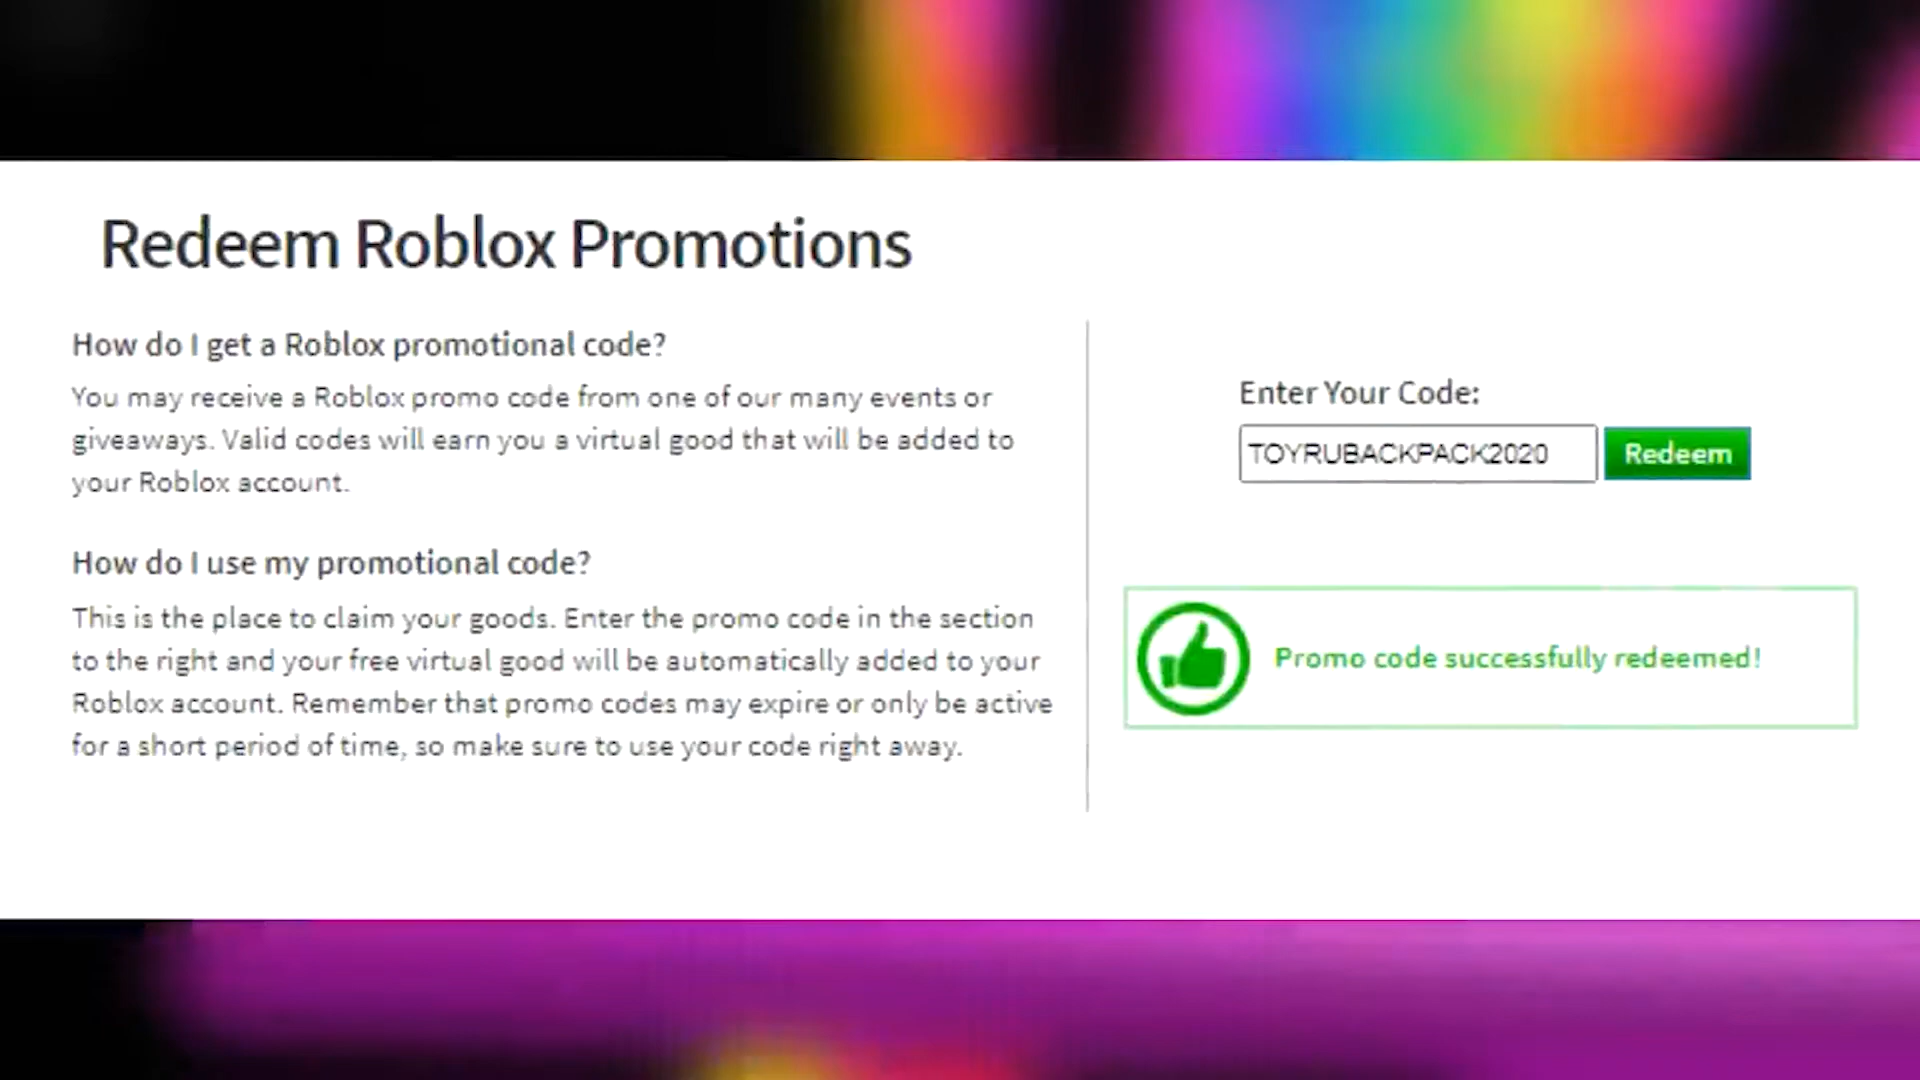 Redeem Roblox Promotions
How do I get a Roblox promotional code?
You may receive a Roblox promo code from one of our many events or
giveaways. Valid codes will earn you a virtual good that will be added to
your Roblox account.
How do I use my promotional code?
This is the place to claim your goods. Enter the promo code in the section
to the right and your free virtual good will be automatically added to your
Roblox account. Remember that promo codes may expire or only be active
for a short period of time, so make sure to use your code right away.
Enter Your Code:
TOYRUBACKPACK2020 Redeem
Promo code successfully redeemed!